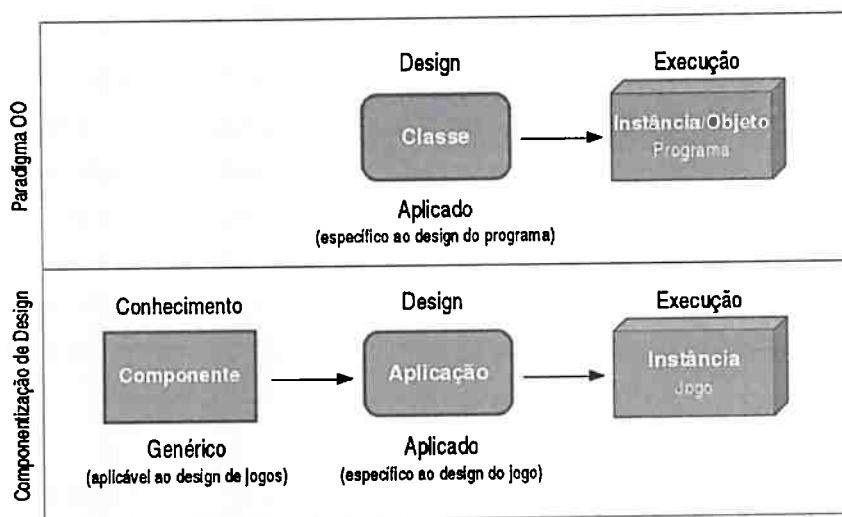 Paradigma OO
Design
Execução
Classe
Instância/Objeto
Programa
Aplicado
(específico ao design do programa)
Componentização de Design
Conhecimento
Design
Execução
Componente
Aplicação
Instância
Jogo
Genérico
(aplicável ao design de jogos)
Aplicado
(específico ao design do jogo)